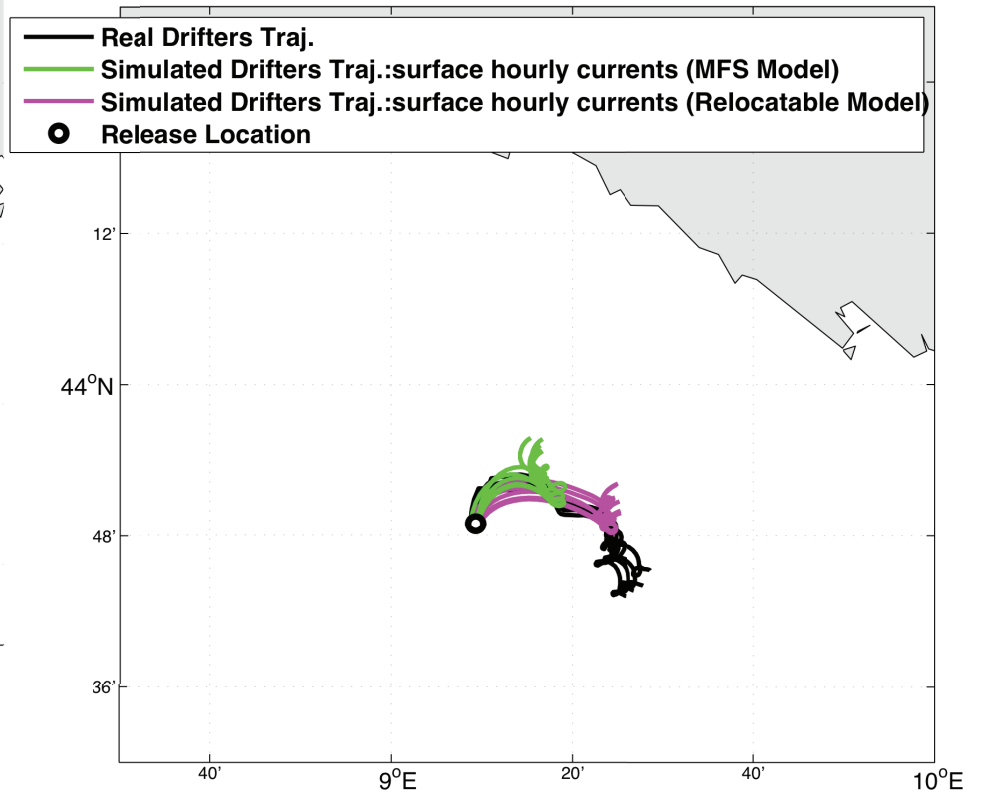 Real Drifters Traj.
Simulated Drifters Traj.:surface hourly currents (MFS Model)
Simulated Drifters Traj.:surface hourly currents (Relocatable Model)
Release Location
12'
44°N
48'
36'
40'
9°E
20'
40'
10°E